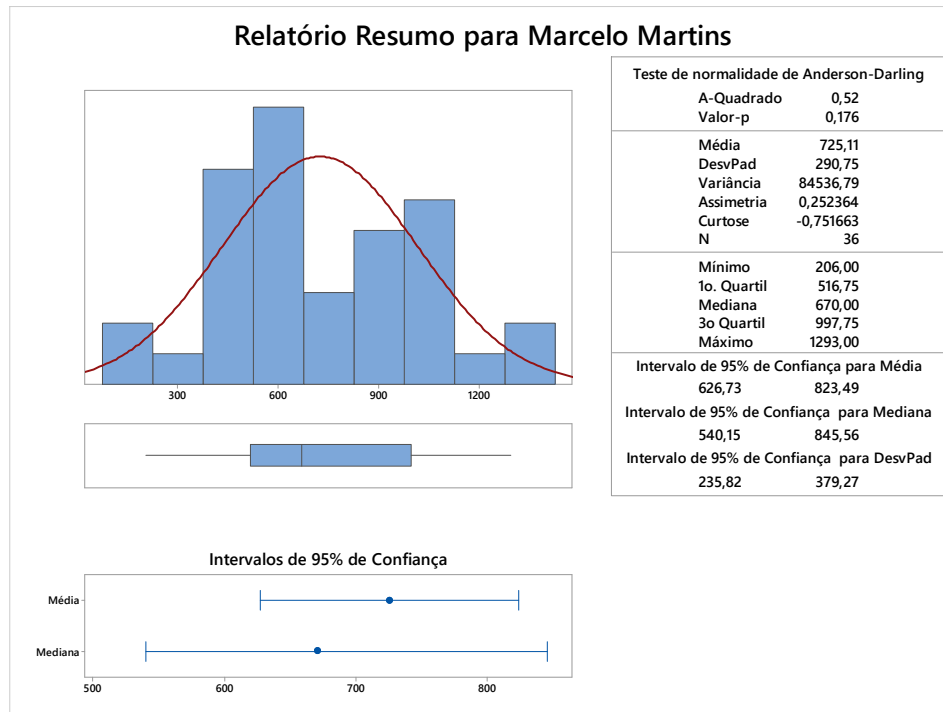 Relatório Resumo para Marcelo Martins
Teste de normalidade de Anderson-Darling
A-Quadrado 0,52
Valor-p 0,176
Média 725,11
DesvPad 290,75
Variância 84536,79
Assimetria 0,252364
Curtose -0,751663
N 36
Mínimo 206,00
1o. Quartil 516,75
Mediana 670,00
3o Quartil 997,75
Máximo 1293,00
Intervalo de 95% de Confiança para Média
626,73 823,49
Intervalo de 95% de Confiança para Mediana
540,15 845,56
Intervalo de 95% de Confiança para DesvPad
235,82 379,27
300 600 900 1200
Intervalos de 95% de Confiança
Média
Mediana
500 600 700 800